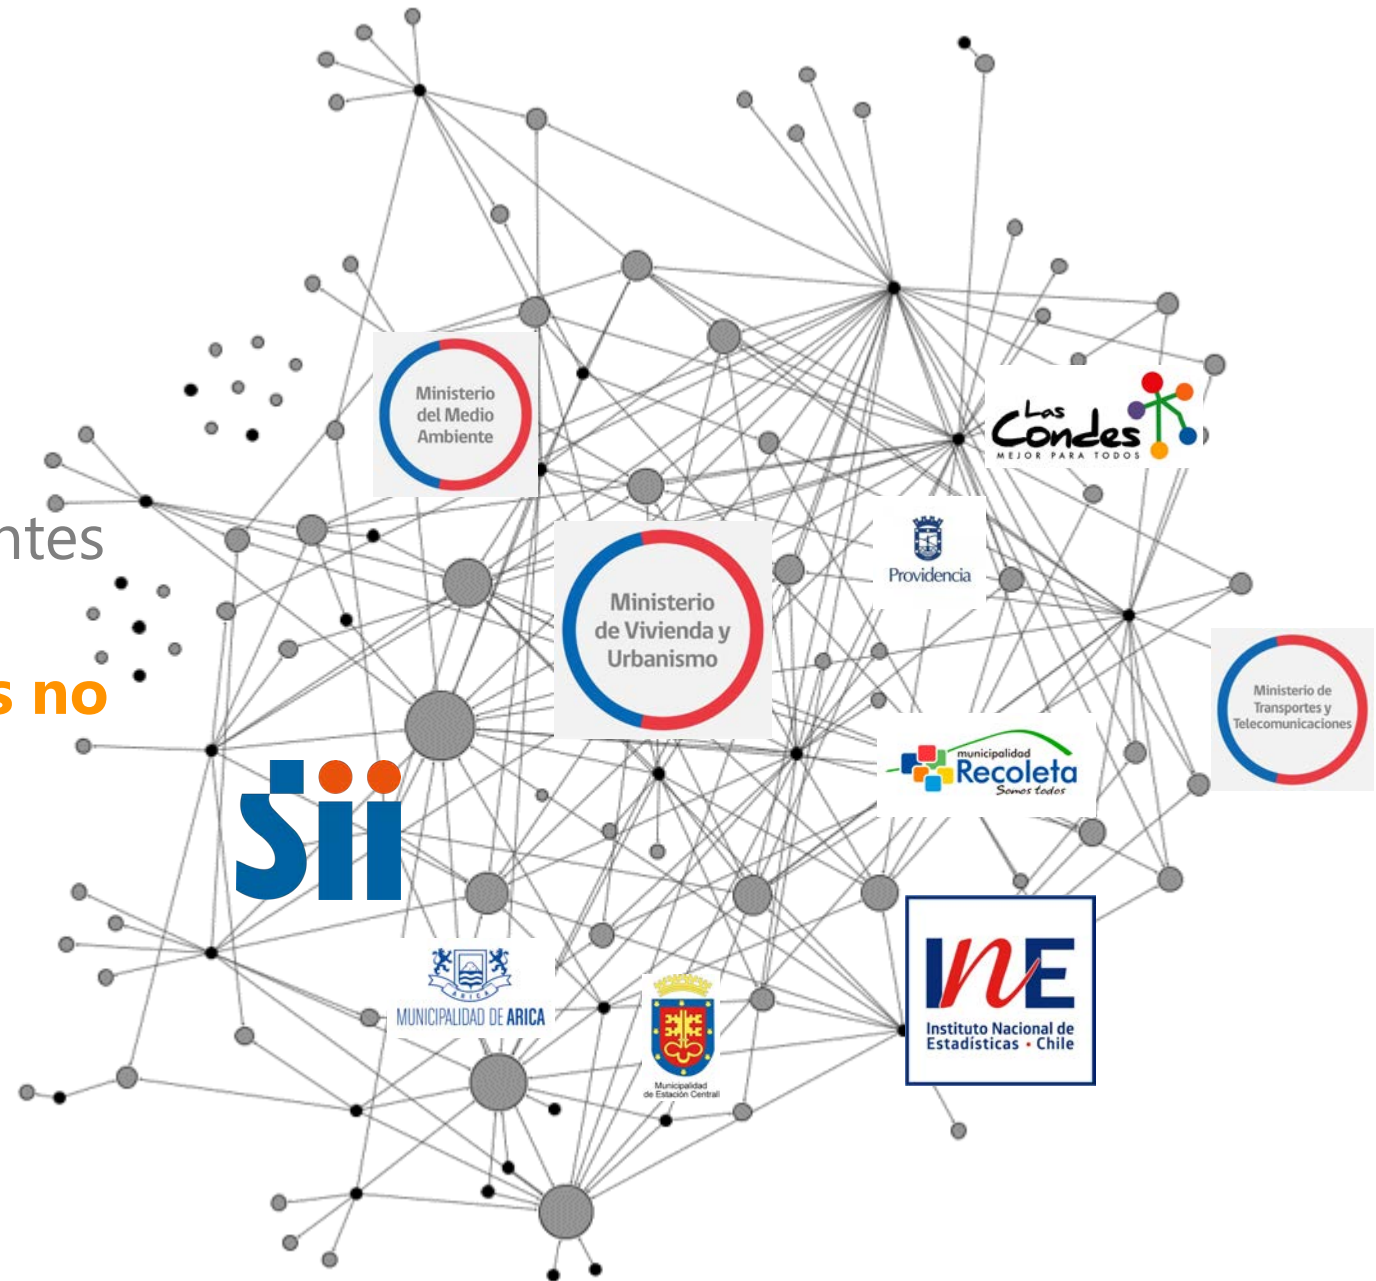 Ministerio
del Medio
Ambiente
Las
Condes
MEJOR PARA TODOS
ntes
Providencia
Ministerio
de Vivienda y
Urbanismo
s no
Ministerio de
Transportes y
Telecomunicaciones
municipalidad
Recoleta
Somos todos
Sii
ARICA
MUNICIPALIDAD DE ARICA
INE
Instituto Nacional de
Estadísticas • Chile
Municipalidad
de Estación Central